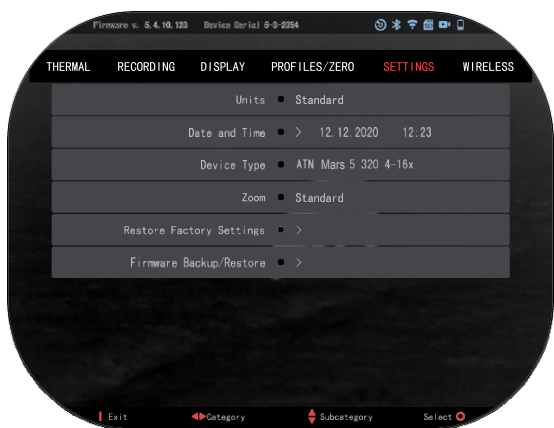 Firmware v. 5.4.10.123 Device Serial 5-3-2354
THERMAL RECORDING DISPLAY PROFILES/ZERO SETTINGS WIRELESS
Units Standard
Date and Time > 12.12.2020 12:23
Device Type ATN Mars 5 320 4-16x
Zoom Standard
Restore Factory Settings >
Firmware Backup/Restore >
Exit Category Subcategory Select